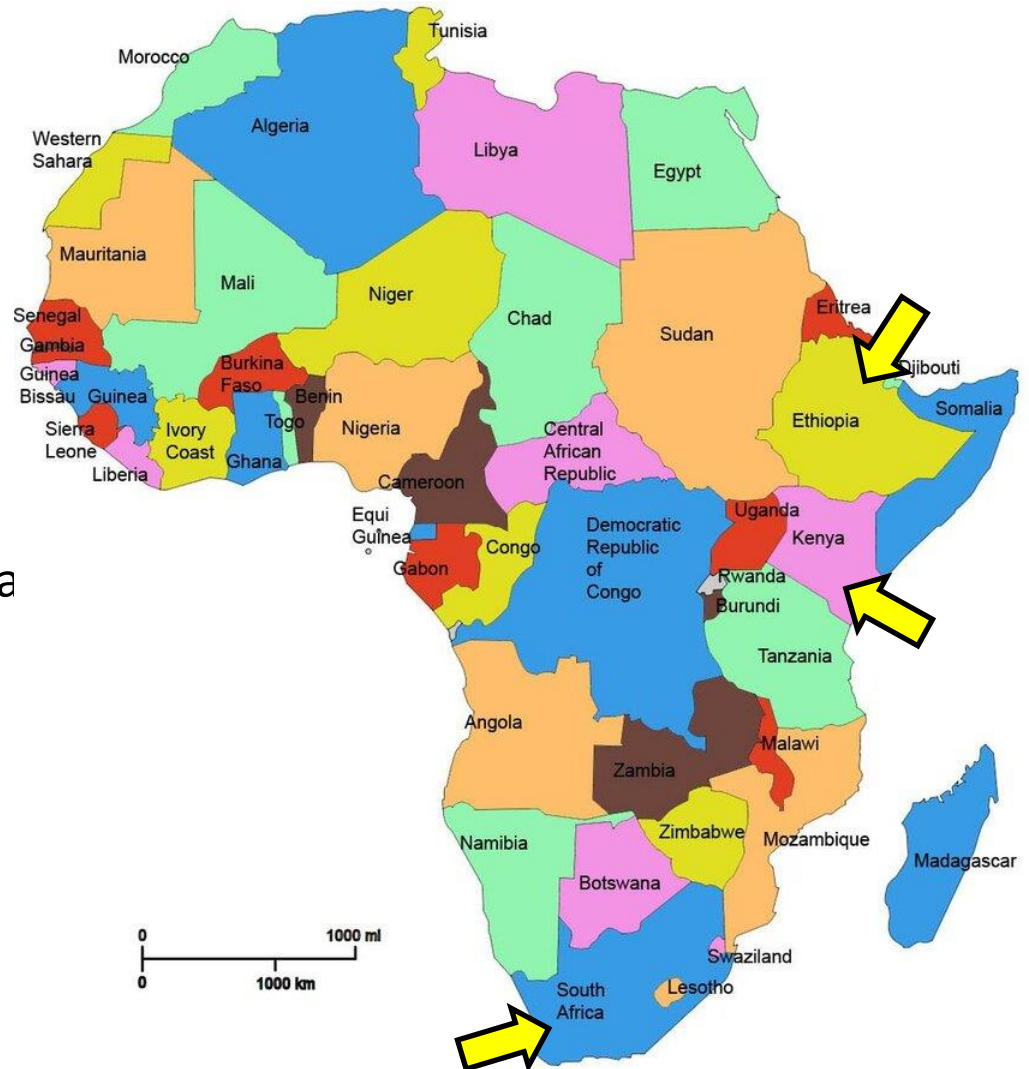 Tunisia
Morocco
Algeria
Western
Sahara
Libya
Egypt
Mauritania
Mali
Niger
Chad
Sudan
Eritrea
Senegal
Gambia
Guinea
Bissau
Guinea
Burkina
Faso
Benin
Djibouti
Somalia
Ethiopia
Sierra
Leone
Ivory
Coast
Togo
Nigeria
Central
African
Republic
Liberia
Ghana
Cameroon
Equi
Guinea
Uganda
Kenya
Democratic
Republic
of
Congo
Congo
Gabon
Rwanda
Burundi
a
Tanzania
Angola
Malawi
Zambia
Zimbabwe
Mozambique
Namibia
Madagascar
Botswana
0
1000 mi
0
1000 km
Swaziland
South
Africa
Lesotho